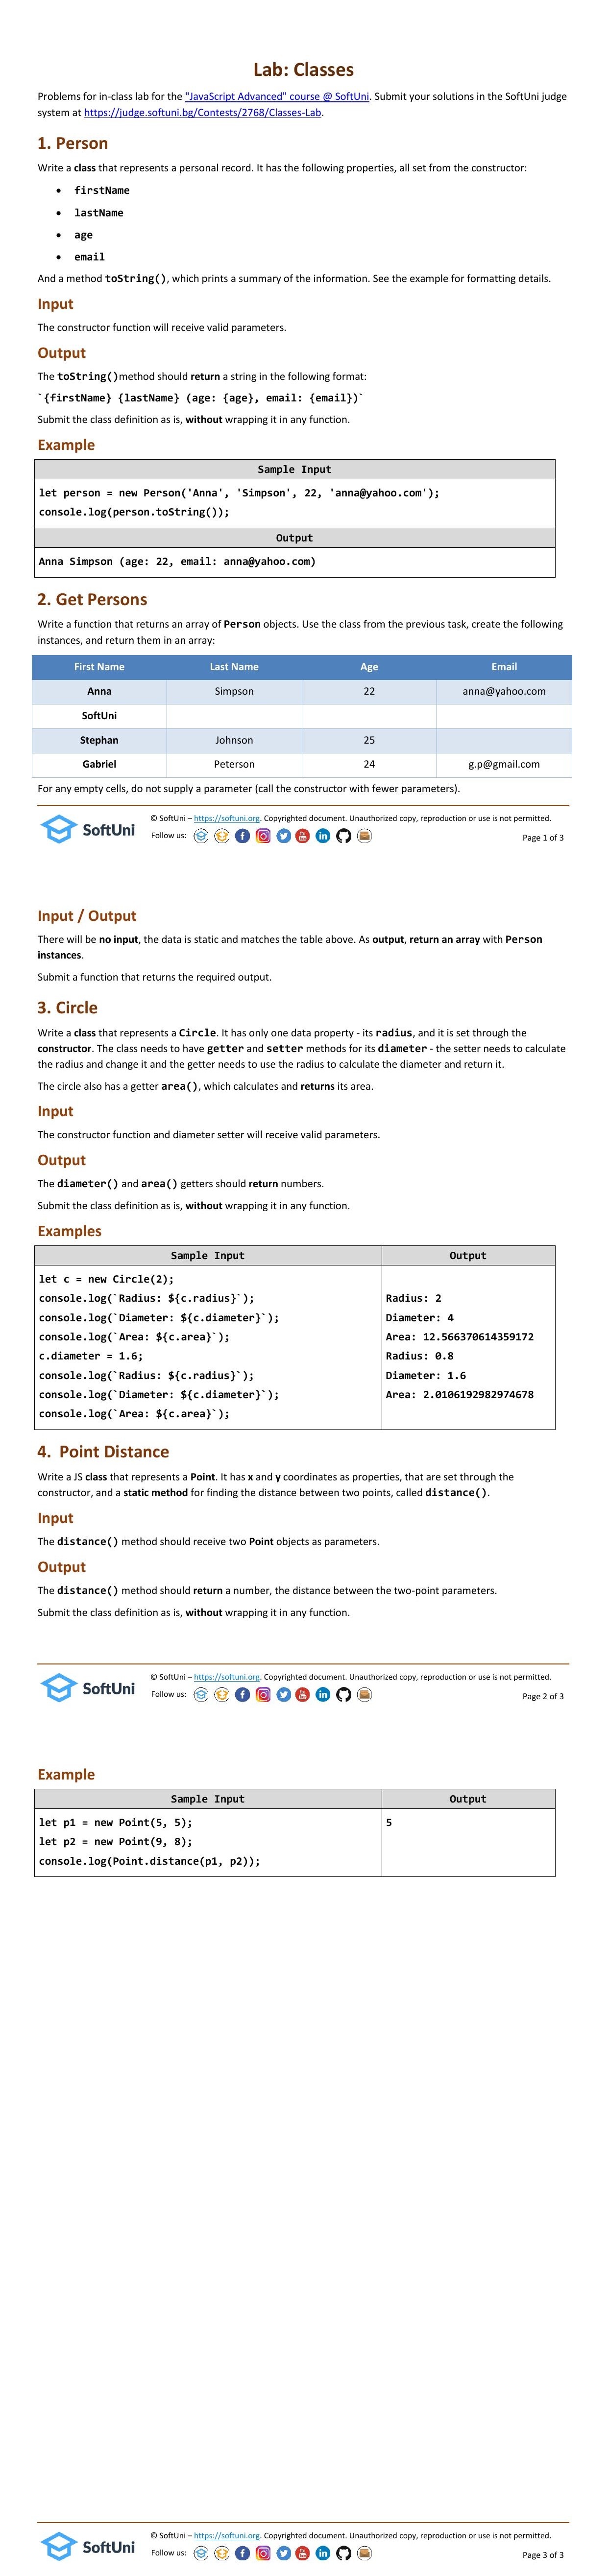 Lab: Classes
Problems for in-class lab for the "JavaScript Advanced" course @ SoftUni. Submit your solutions in the SoftUni judge
system at https://judge.softuni.bg/Contests/2768/Classes-Lab.
1. Person
Write a class that represents a personal record. It has the following properties, all set from the constructor:
• firstName
• lastName
• age
• email
And a method toString(), which prints a summary of the information. See the example for formatting details.
Input
The constructor function will receive valid parameters.
Output
The toString()method should return a string in the following format:
`{firstName} {lastName} (age: {age}, email: {email})`
Submit the class definition as is, without wrapping it in any function.
Example
Sample Input
let person = new Person('Anna', 'Simpson', 22, 'anna@yahoo.com');
console.log(person.toString());
Output
Anna Simpson (age: 22, email: anna@yahoo.com)
2. Get Persons
Write a function that returns an array of Person objects. Use the class from the previous task, create the following
instances, and return them in an array:
First Name Last Name Age Email
Anna Simpson 22 anna@yahoo.com
SoftUni
Stephan Johnson 25
Gabriel Peterson 24 g.p@gmail.com
For any empty cells, do not supply a parameter (call the constructor with fewer parameters).
SoftUni
© SoftUni – https://softuni.org. Copyrighted document. Unauthorized copy, reproduction or use is not permitted.
Follow us:
Page 1 of 3
Input / Output
There will be no input, the data is static and matches the table above. As output, return an array with Person
instances.
Submit a function that returns the required output.
3. Circle
Write a class that represents a Circle. It has only one data property - its radius, and it is set through the
constructor. The class needs to have getter and setter methods for its diameter - the setter needs to calculate
the radius and change it and the getter needs to use the radius to calculate the diameter and return it.
The circle also has a getter area(), which calculates and returns its area.
Input
The constructor function and diameter setter will receive valid parameters.
Output
The diameter() and area() getters should return numbers.
Submit the class definition as is, without wrapping it in any function.
Examples
Sample Input Output
let c = new Circle(2);
console.log(`Radius: ${c.radius}`); Radius: 2
console.log(`Diameter: ${c.diameter}`); Diameter: 4
console.log(`Area: ${c.area}`); Area: 12.566370614359172
c.diameter = 1.6; Radius: 0.8
console.log(`Radius: ${c.radius}`); Diameter: 1.6
console.log(`Diameter: ${c.diameter}`); Area: 2.0106192982974678
console.log(`Area: ${c.area}`);
4. Point Distance
Write a JS class that represents a Point. It has x and y coordinates as properties, that are set through the
constructor, and a static method for finding the distance between two points, called distance().
Input
The distance() method should receive two Point objects as parameters.
Output
The distance() method should return a number, the distance between the two-point parameters.
Submit the class definition as is, without wrapping it in any function.
SoftUni
© SoftUni – https://softuni.org. Copyrighted document. Unauthorized copy, reproduction or use is not permitted.
Follow us:
Page 2 of 3
Example
Sample Input Output
let p1 = new Point(5, 5); 5
let p2 = new Point(9, 8);
console.log(Point.distance(p1, p2));
SoftUni
© SoftUni – https://softuni.org. Copyrighted document. Unauthorized copy, reproduction or use is not permitted.
Follow us:
Page 3 of 3